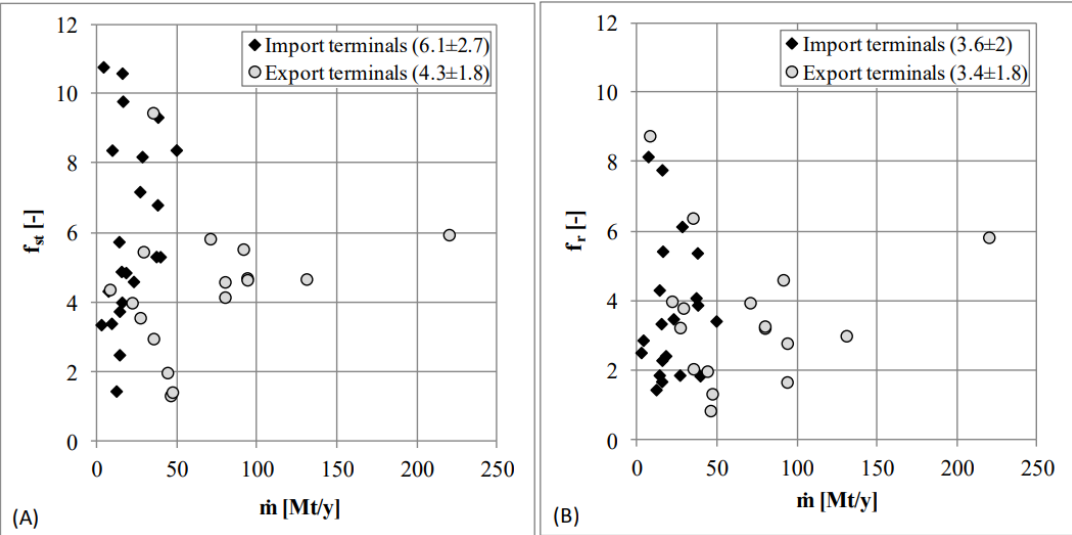 12
10
8
6
4
2
0
f_st [-]
◆ Import terminals (6.1±2.7)
○ Export terminals (4.3±1.8)
0 50 100 150 200 250
ṁ [Mt/y]
(A)
12
10
8
6
4
2
0
f_r [-]
◆ Import terminals (3.6±2)
○ Export terminals (3.4±1.8)
0 50 100 150 200 250
ṁ [Mt/y]
(B)